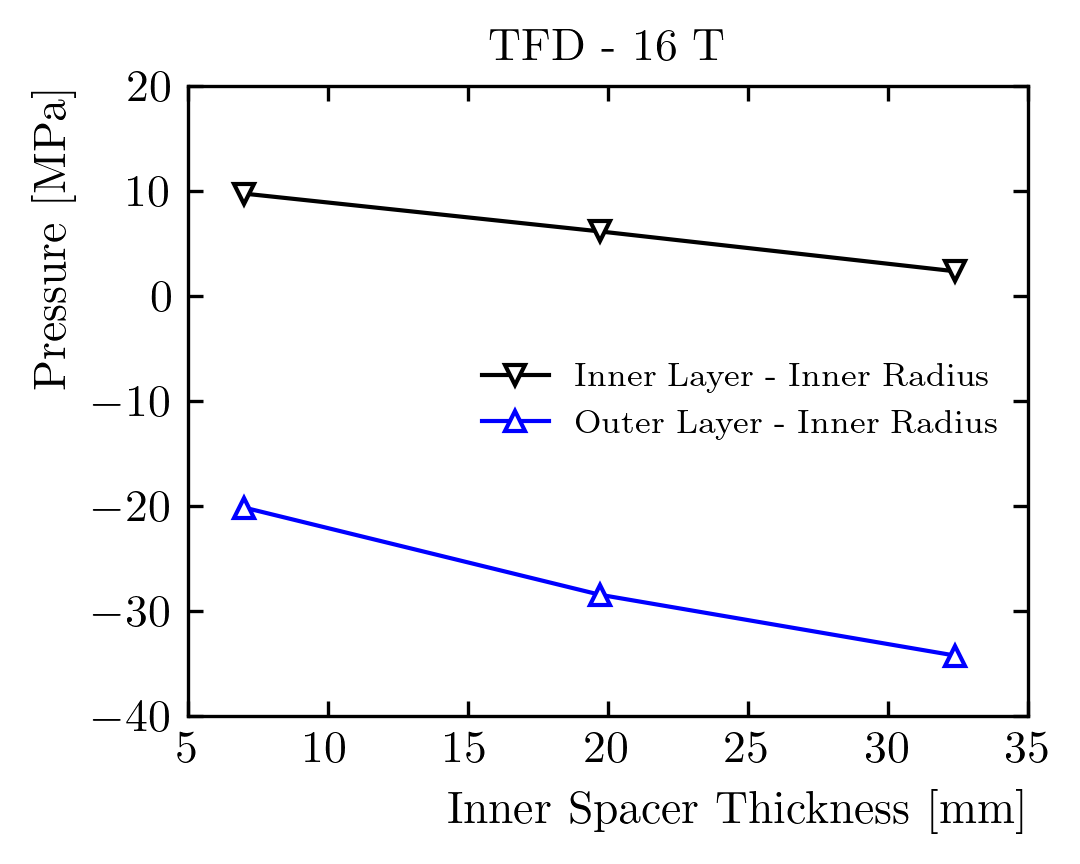 TFD - 16 T
Pressure [MPa]
20
10
0
−10
−20
−30
−40
Inner Layer - Inner Radius
Outer Layer - Inner Radius
5 10 15 20 25 30 35
Inner Spacer Thickness [mm]